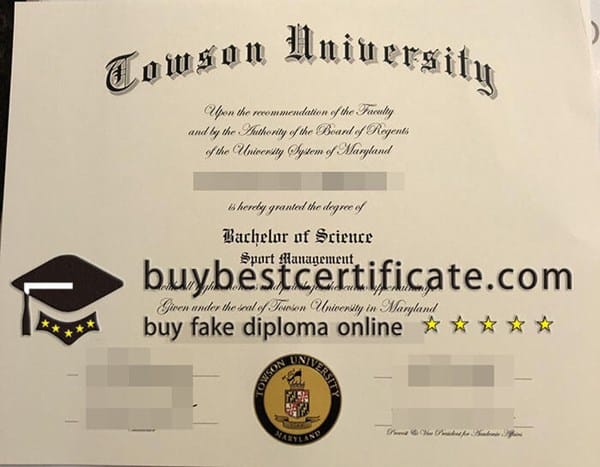 Towson University
Upon the recommendation of the Faculty
and by the Authority of the Board of Regents
of the University System of Maryland
is hereby granted the degree of
Bachelor of Science
Sport Management
buybestcertificate.com
Given under the seal of Towson University in Maryland
buy fake diploma online
TOWSON UNIVERSITY
MARYLAND
Provost & Vice President for Academic Affairs